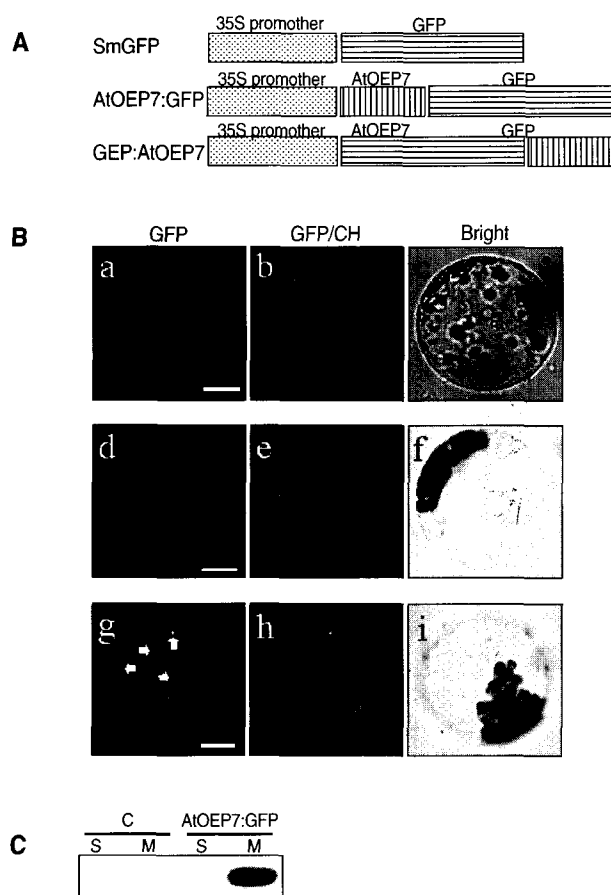 A
35S promother GFP
SmGFP
35S promother AtOEP7 GFP
AtOEP7:GFP
35S promother AtOEP7 GFP
GEP:AtOEP7
B
GFP GFP/CH Bright
a b
d e f
g h i
C
C AtOEP7:GFP
S M S M